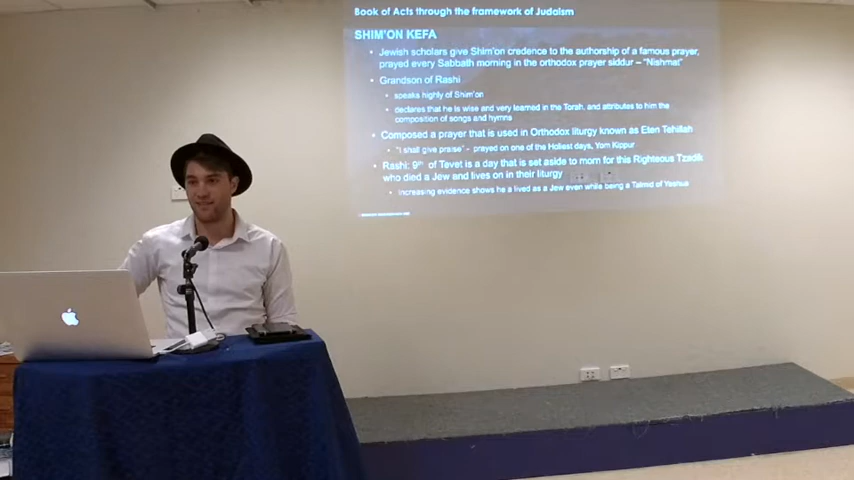 Book of Acts through the framework of Judaism
SHIM'ON KEFA
• Jewish scholars give Shim'on credence to the authorship of a famous prayer,
prayed every Sabbath morning in the orthodox prayer siddur – "Nishmat"
• Grandson of Rashi
• speaks highly of Shim'on
• declares that he is wise and very learned in the Torah, and attributes to him the
composition of songs and hymns
• Composed a prayer that is used in Orthodox liturgy known as Eten Tehillah
• "I shall give praise" - prayed on one of the Holiest days, Yom Kippur
• Rashi: 9th of Tevet is a day that is set aside to morn for this Righteous Tzadik
who died a Jew and lives on in their liturgy
• Increasing evidence shows he lived as a Jew while being a Talmid of Yeshua